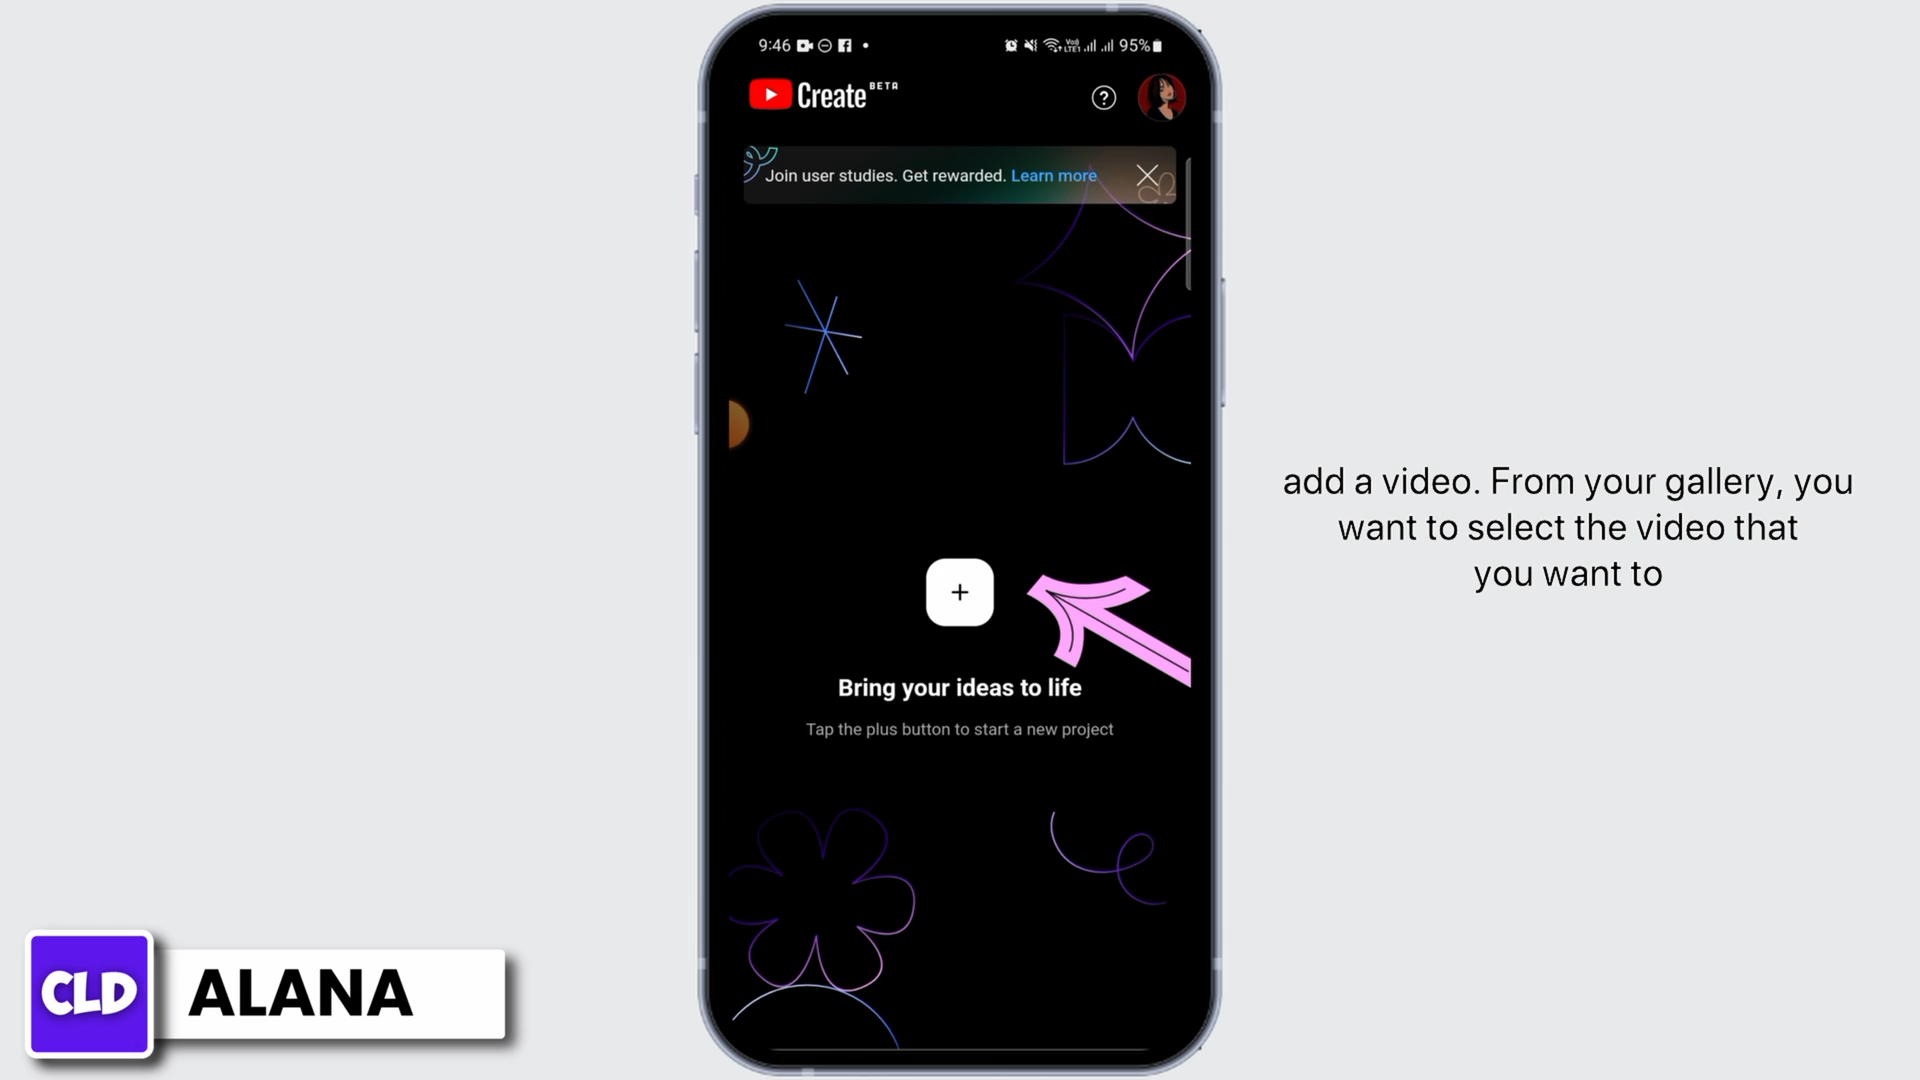 9:46
VoD LTE1 95%
Create BETA
?
Join user studies. Get rewarded. Learn more
+
Bring your ideas to life
Tap the plus button to start a new project
add a video. From your gallery, you
want to select the video that
you want to
CLD
ALANA